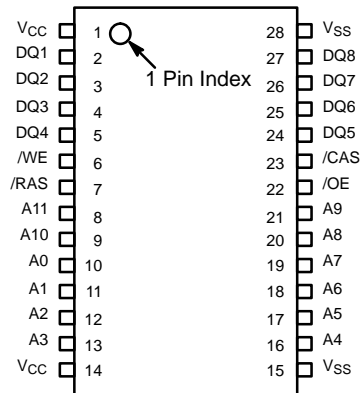 VCC 1 28 VSS
DQ1 2 27 DQ8
1 Pin Index
DQ2 3 26 DQ7
DQ3 4 25 DQ6
DQ4 5 24 DQ5
/WE 6 23 /CAS
/RAS 7 22 /OE
A11 8 21 A9
A10 9 20 A8
A0 10 19 A7
A1 11 18 A6
A2 12 17 A5
A3 13 16 A4
VCC 14 15 VSS